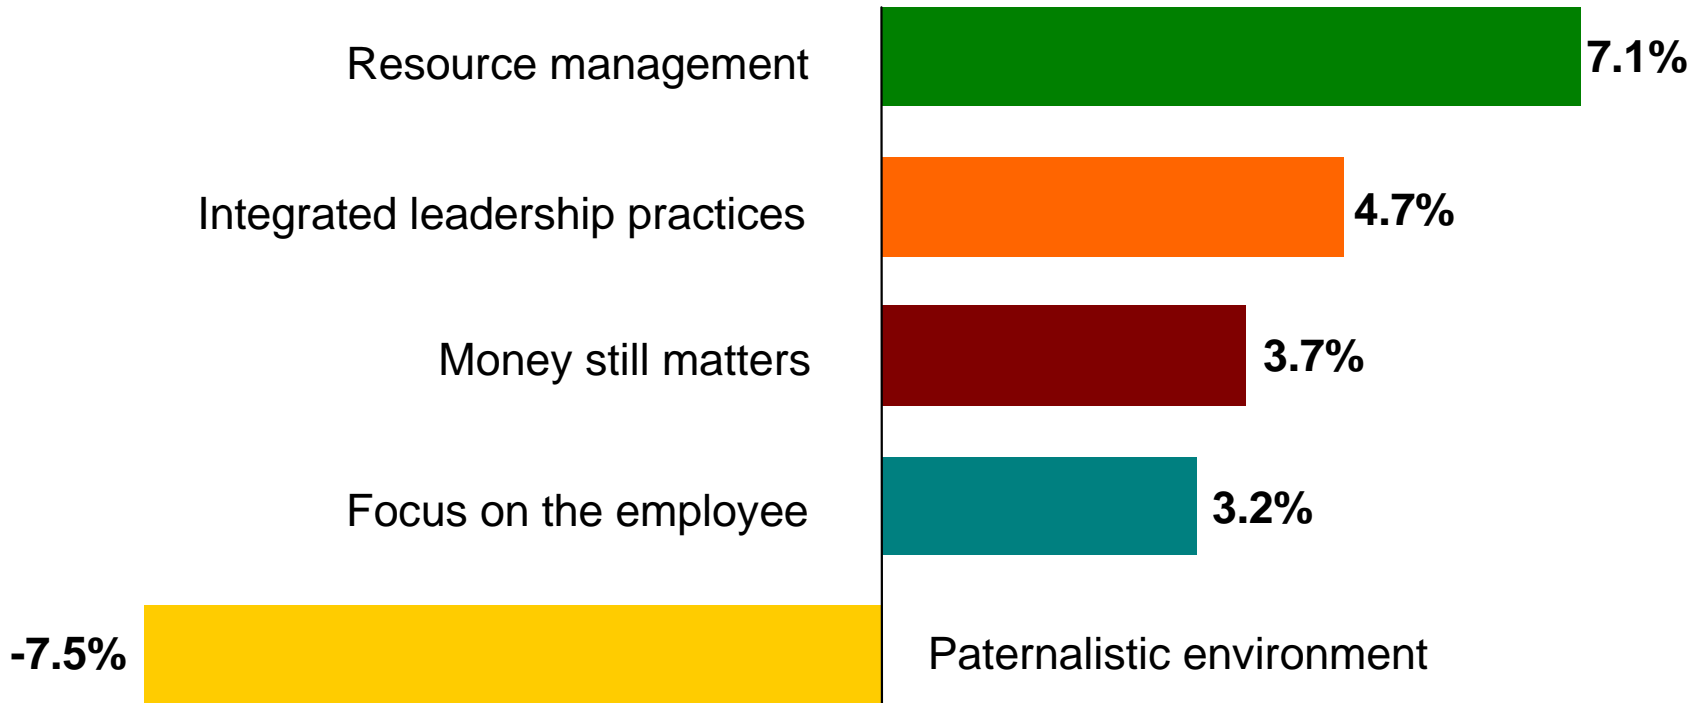 Resource management 7.1%
Integrated leadership practices 4.7%
Money still matters 3.7%
Focus on the employee 3.2%
-7.5% Paternalistic environment